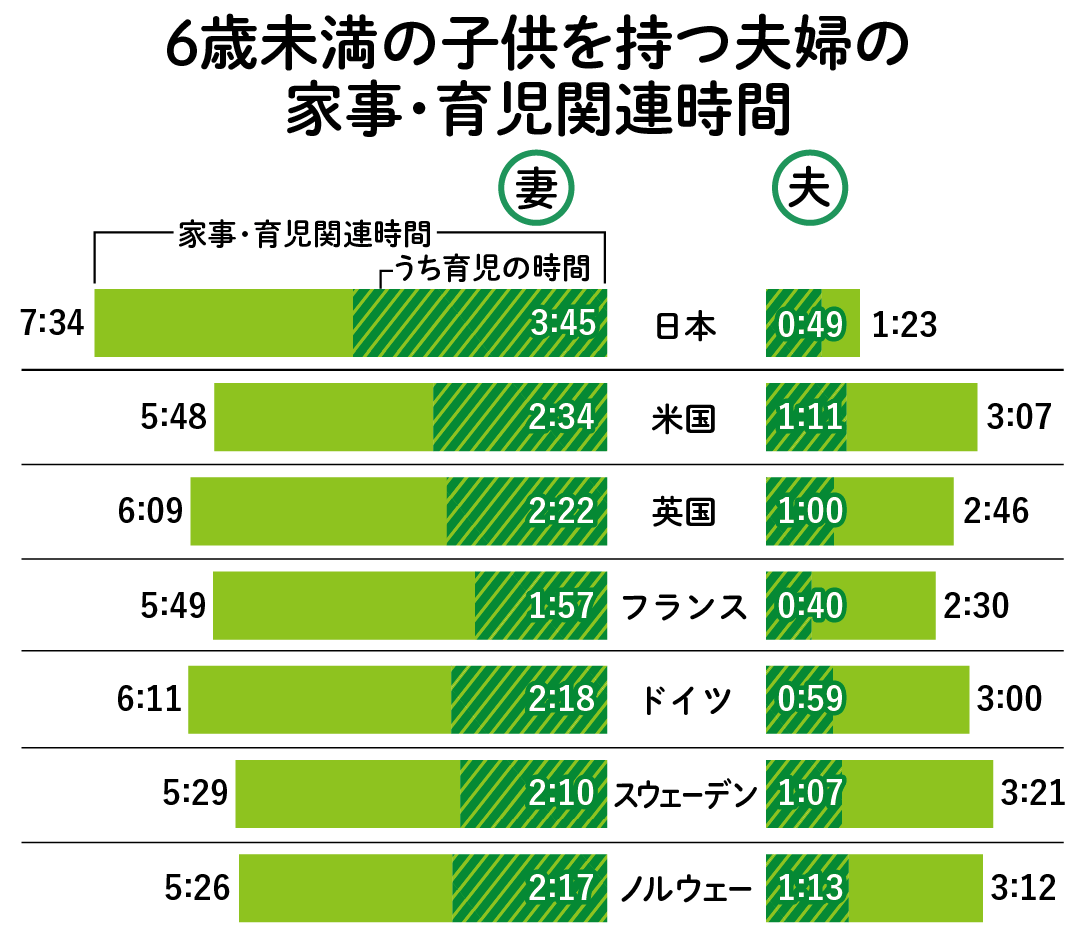 6歳未満の子供を持つ夫婦の
家事・育児関連時間
妻 夫
家事・育児関連時間
うち育児の時間
7:34 3:45 日本 0:49 1:23
5:48 2:34 米国 1:11 3:07
6:09 2:22 英国 1:00 2:46
5:49 1:57 フランス 0:40 2:30
6:11 2:18 ドイツ 0:59 3:00
5:29 2:10 スウェーデン 1:07 3:21
5:26 2:17 ノルウェー 1:13 3:12